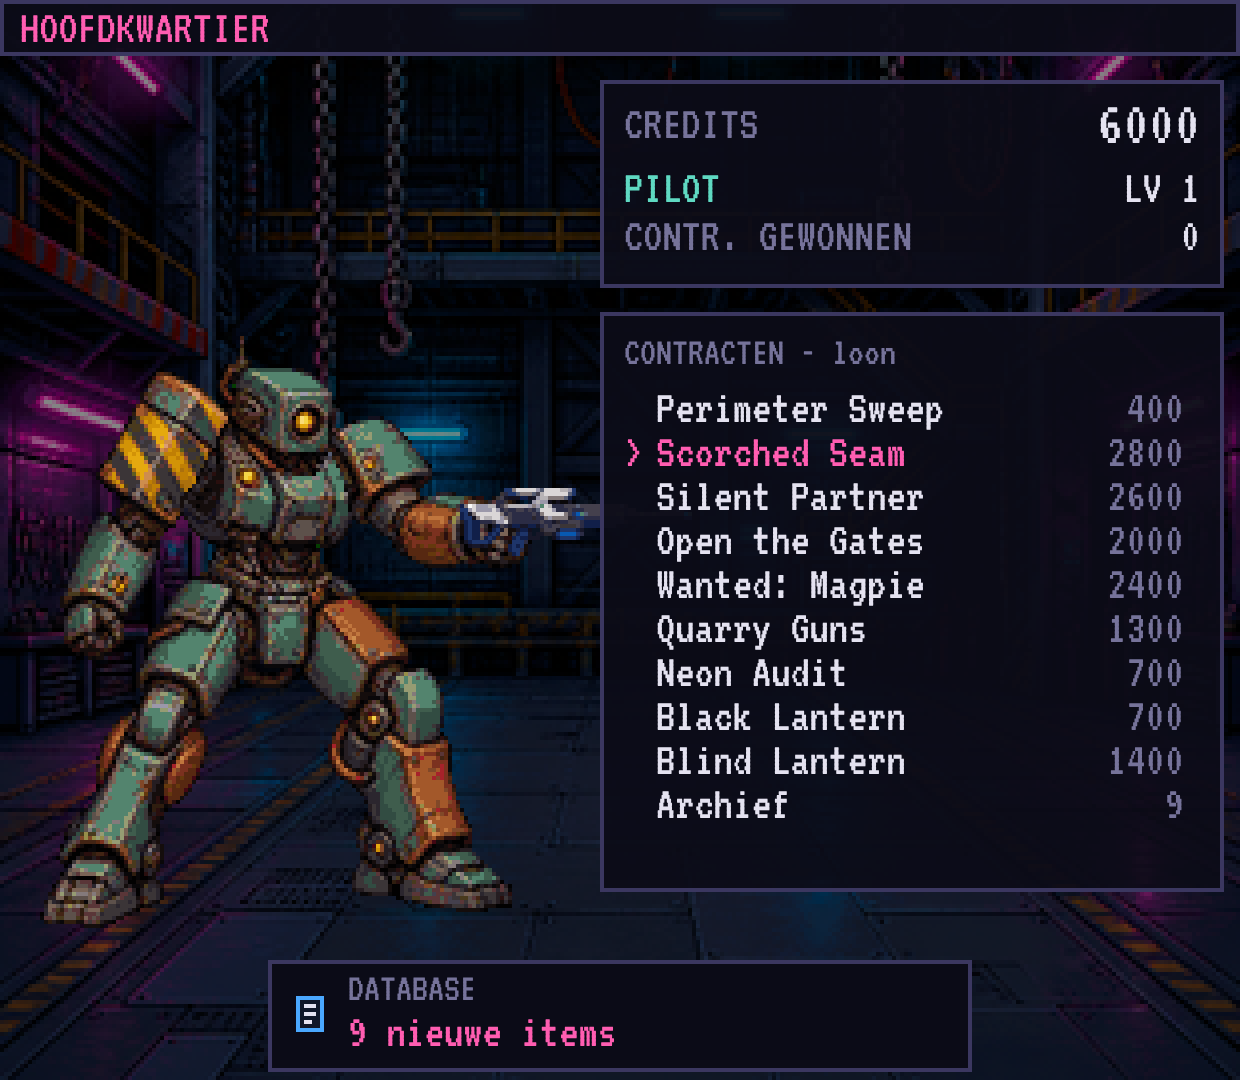 HOOFDKWARTIER
CREDITS 6000
PILOT LV 1
CONTR. GEWONNEN 0
CONTRACTEN - loon
Perimeter Sweep 400
> Scorched Seam 2800
Silent Partner 2600
Open the Gates 2000
Wanted: Magpie 2400
Quarry Guns 1300
Neon Audit 700
Black Lantern 700
Blind Lantern 1400
Archief 9
DATABASE
9 nieuwe items